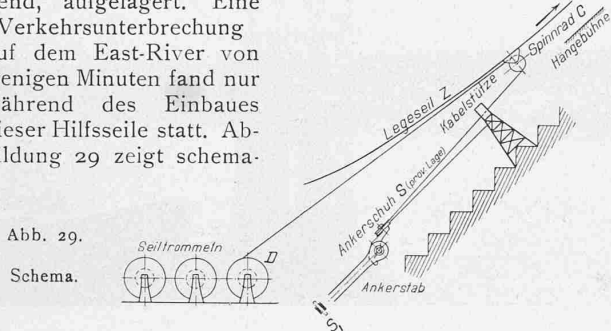 end, aufgelagert. Eine
Verkehrsunterbrechung
uf dem East-River von
enigen Minuten fand nur
ährend des Einbaues
ieser Hilfsseile statt. Ab-
ildung 29 zeigt schema-
Abb. 29.
Schema.
Seiltrommeln
D
Legeseil Z
Kabelstütze
Spinnrad C
Hängebühne
Ankerschuh S (prov. Lage)
Ankerstab
S